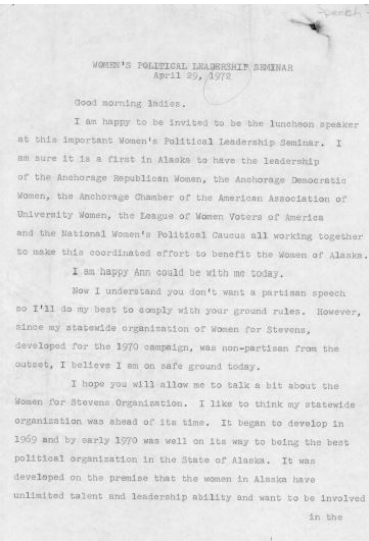 speech
WOMEN'S POLITICAL LEADERSHIP SEMINAR
April 29, 1972
Good morning ladies.
I am happy to be invited to be the luncheon speaker
at this important Women's Political Leadership Seminar. I
am sure it is a first in Alaska to have the leadership
of the Anchorage Republican Women, the Anchorage Democratic
Women, the Anchorage Chamber of the American Association of
University Women, the League of Women Voters of America
and the National Women's Political Caucus all working together
to make this coordinated effort to benefit the Women of Alaska.
I am happy Ann could be with me today.
Now I understand you don't want a partisan speech
so I'll do my best to comply with your ground rules. However,
since my statewide organization of Women for Stevens,
developed for the 1970 campaign, was non-partisan from the
outset, I believe I am on safe ground today.
I hope you will allow me to talk a bit about the
Women for Stevens Organization. I like to think my statewide
organization was ahead of its time. It began to develop in
1969 and by early 1970 was well on its way to being the best
political organization in the State of Alaska. It was
developed on the premise that the women in Alaska have
unlimited talent and leadership ability and want to be involved
in the